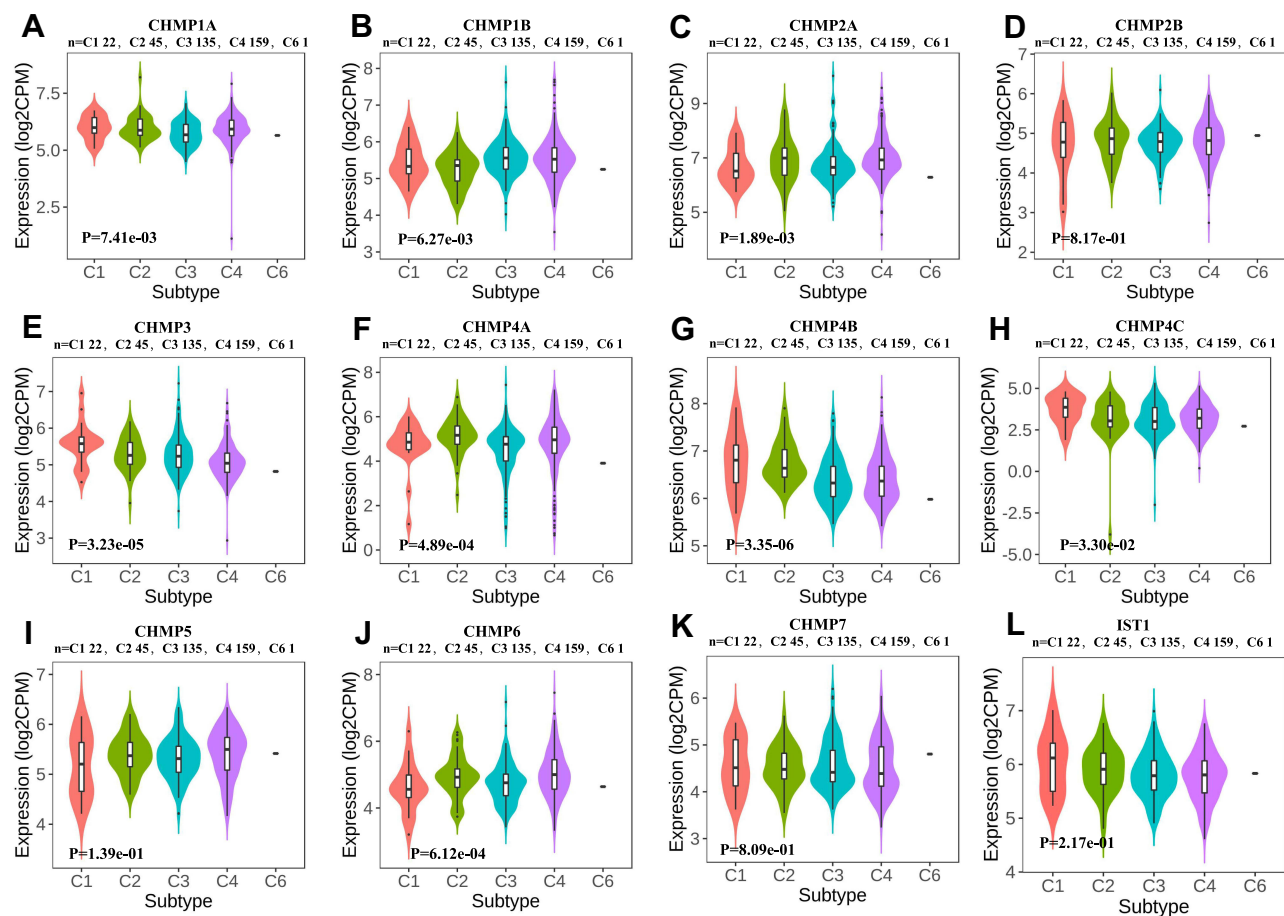 A
CHMP1A
n=C1 22, C2 45, C3 135, C4 159, C6 1
Expression (log2CPM)
7.5
5.0
2.5
P=7.41e-03
C1 C2 C3 C4 C6
Subtype
B
CHMP1B
n=C1 22, C2 45, C3 135, C4 159, C6 1
Expression (log2CPM)
8
7
6
5
4
3
P=6.27e-03
C1 C2 C3 C4 C6
Subtype
C
CHMP2A
n=C1 22, C2 45, C3 135, C4 159, C6 1
Expression (log2CPM)
9
7
5
P=1.89e-03
C1 C2 C3 C4 C6
Subtype
D
CHMP2B
n=C1 22, C2 45, C3 135, C4 159, C6 1
Expression (log2CPM)
7
6
5
4
3
2
P=8.17e-01
C1 C2 C3 C4 C6
Subtype
E
CHMP3
n=C1 22, C2 45, C3 135, C4 159, C6 1
Expression (log2CPM)
7
6
5
4
3
P=3.23e-05
C1 C2 C3 C4 C6
Subtype
F
CHMP4A
n=C1 22, C2 45, C3 135, C4 159, C6 1
Expression (log2CPM)
8
6
4
2
0
P=4.89e-04
C1 C2 C3 C4 C6
Subtype
G
CHMP4B
n=C1 22, C2 45, C3 135, C4 159, C6 1
Expression (log2CPM)
8
7
6
5
P=3.35-06
C1 C2 C3 C4 C6
Subtype
H
CHMP4C
n=C1 22, C2 45, C3 135, C4 159, C6 1
Expression (log2CPM)
5.0
2.5
0.0
-2.5
-5.0
P=3.30e-02
C1 C2 C3 C4 C6
Subtype
I
CHMP5
n=C1 22, C2 45, C3 135, C4 159, C6 1
Expression (log2CPM)
7
6
5
4
P=1.39e-01
C1 C2 C3 C4 C6
Subtype
J
CHMP6
n=C1 22, C2 45, C3 135, C4 159, C6 1
Expression (log2CPM)
8
6
4
P=6.12e-04
C1 C2 C3 C4 C6
Subtype
K
CHMP7
n=C1 22, C2 45, C3 135, C4 159, C6 1
Expression (log2CPM)
7
6
5
4
3
P=8.09e-01
C1 C2 C3 C4 C6
Subtype
L
IST1
n=C1 22, C2 45, C3 135, C4 159, C6 1
Expression (log2CPM)
7
6
5
4
P=2.17e-01
C1 C2 C3 C4 C6
Subtype